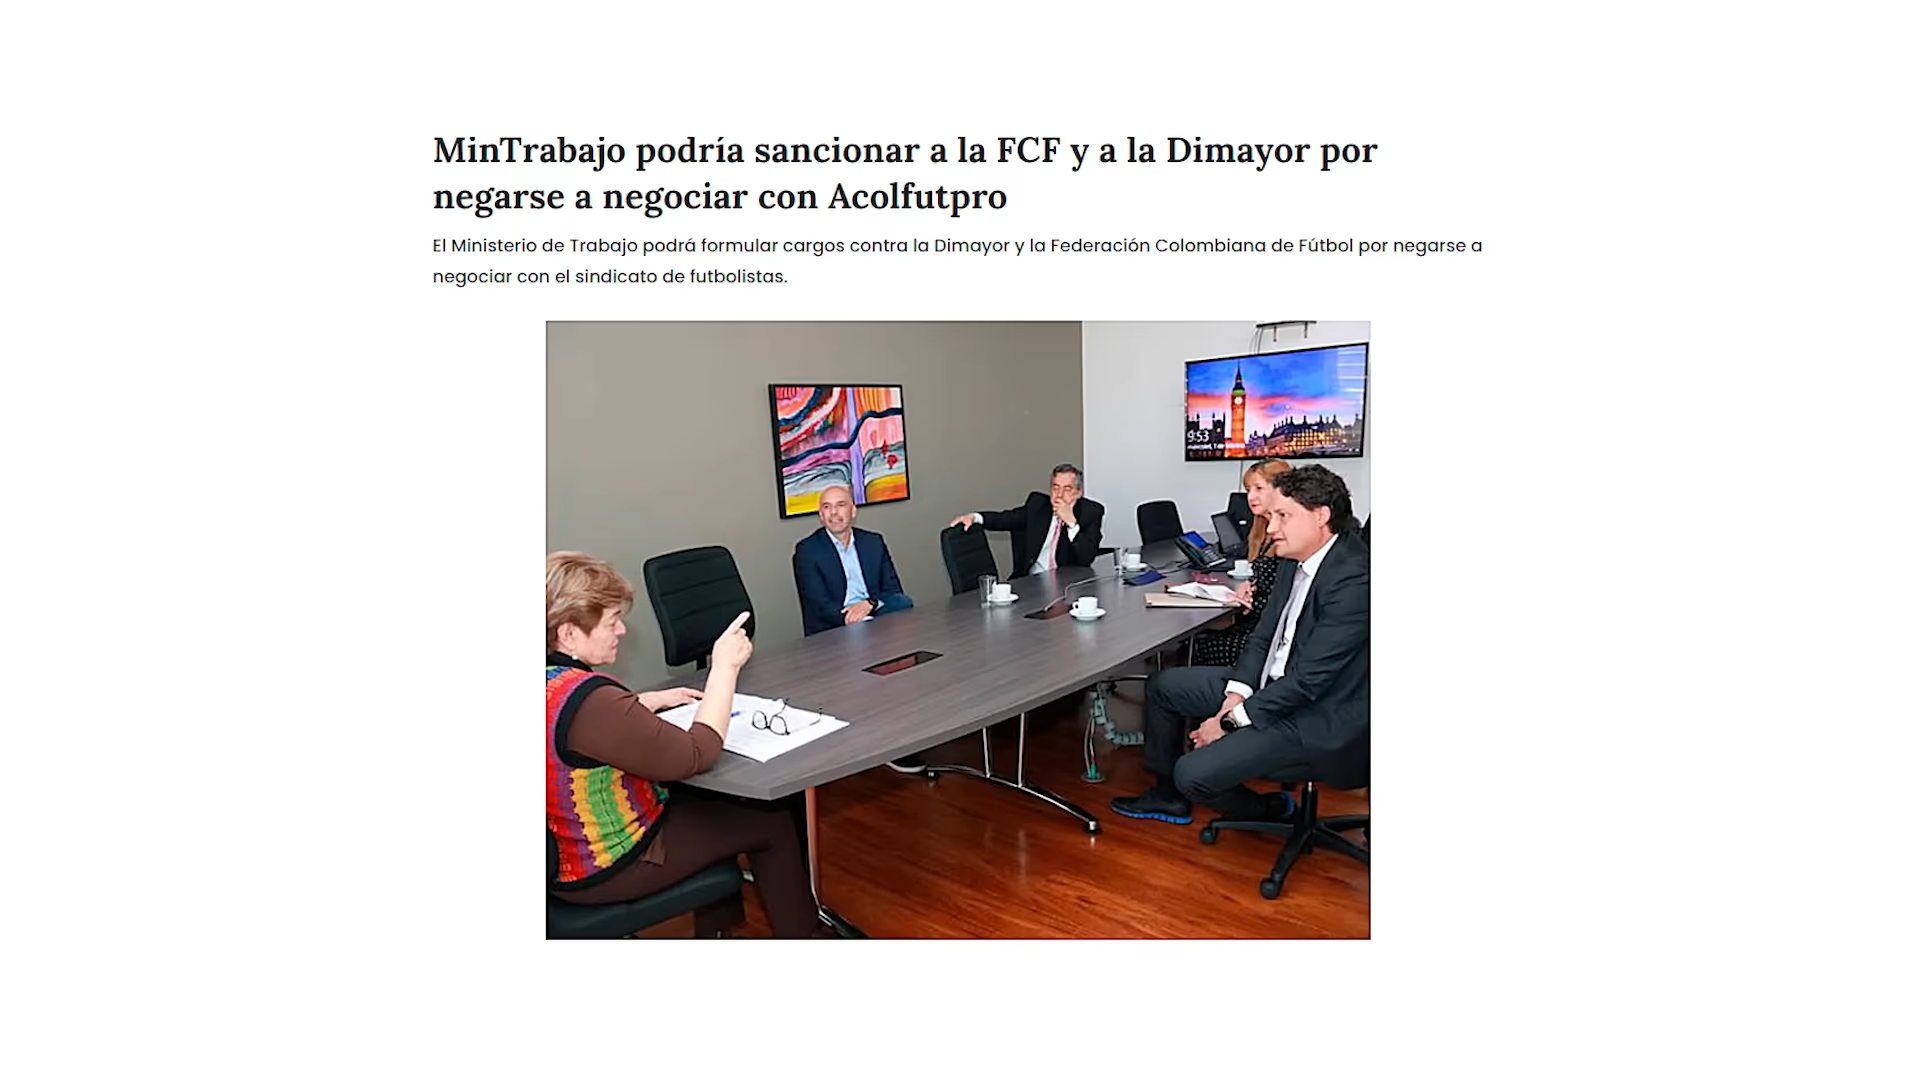 MinTrabajo podría sancionar a la FCF y a la Dimayor por
negarse a negociar con Acolfutpro
El Ministerio de Trabajo podrá formular cargos contra la Dimayor y la Federación Colombiana de Fútbol por negarse a
negociar con el sindicato de futbolistas.
9:53